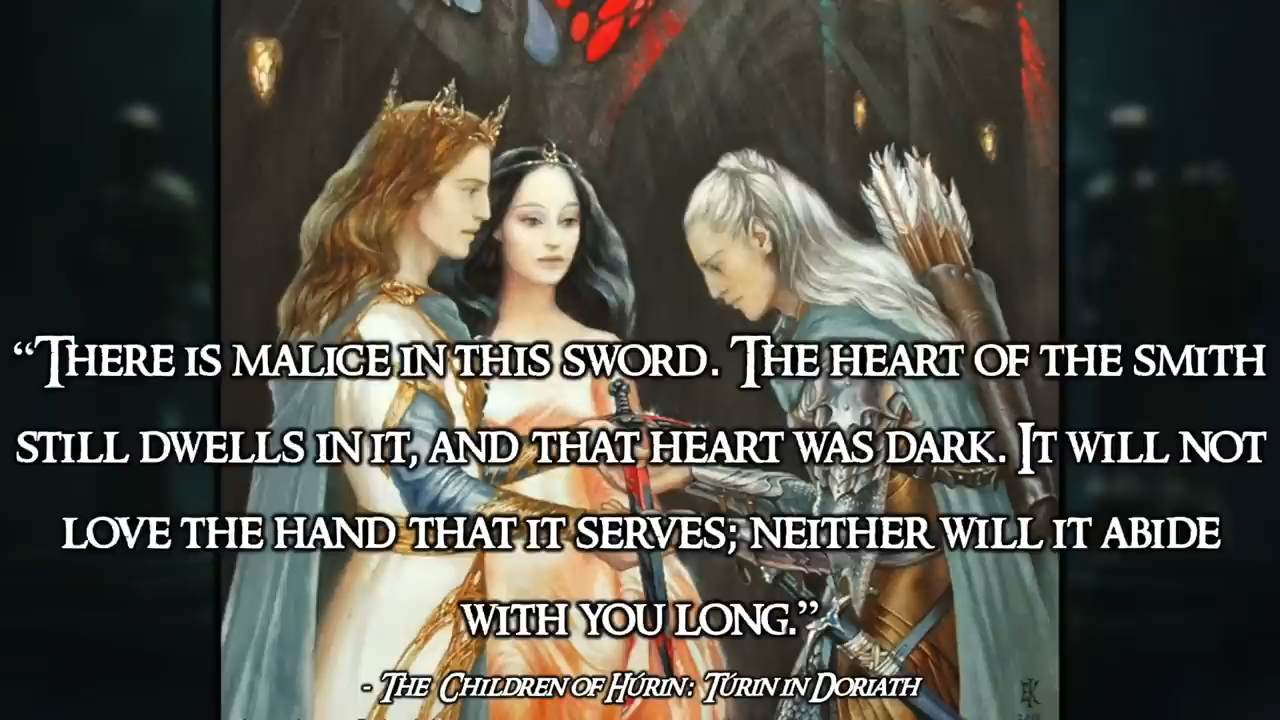 “There is malice in this sword. The heart of the smith
still dwells in it, and that heart was dark. It will not
love the hand that it serves; neither will it abide
with you long.”
- The Children of Húrin: Túrin in Doriath